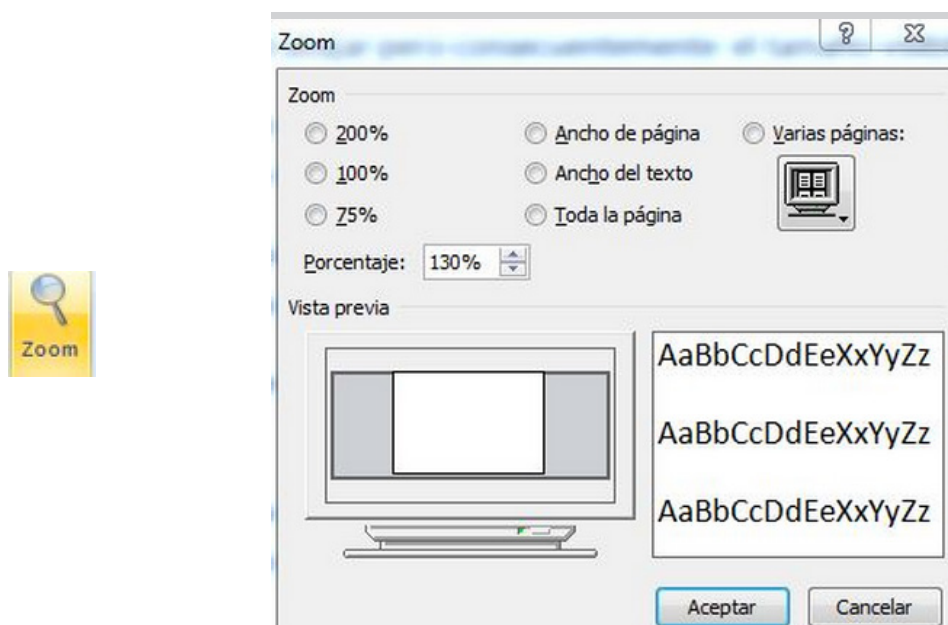 Zoom
Zoom
Zoom
200% Ancho de página Varias páginas:
100% Ancho del texto
75% Toda la página
Porcentaje: 130%
Vista previa
AaBbCcDdEeXxYyZz
AaBbCcDdEeXxYyZz
AaBbCcDdEeXxYyZz
Aceptar Cancelar